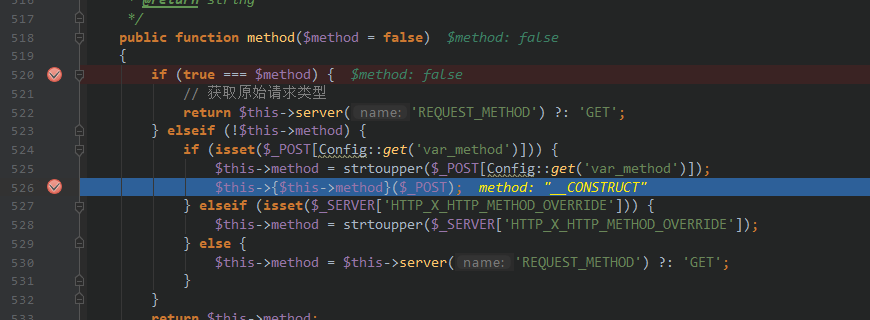 516 * @return string
517 */
518 public function method($method = false) $method: false
519 {
520 if (true === $method) { $method: false
521 // 获取原始请求类型
522 return $this->server( name: 'REQUEST_METHOD') ?: 'GET';
523 } elseif (!$this->method) {
524 if (isset($_POST[Config::get('var_method')])) {
525 $this->method = strtoupper($_POST[Config::get('var_method')]);
526 $this->{$this->method}($_POST); method: "__CONSTRUCT"
527 } elseif (isset($_SERVER['HTTP_X_HTTP_METHOD_OVERRIDE'])) {
528 $this->method = strtoupper($_SERVER['HTTP_X_HTTP_METHOD_OVERRIDE']);
529 } else {
530 $this->method = $this->server( name: 'REQUEST_METHOD') ?: 'GET';
531 }
532 }
533 return $this->method;